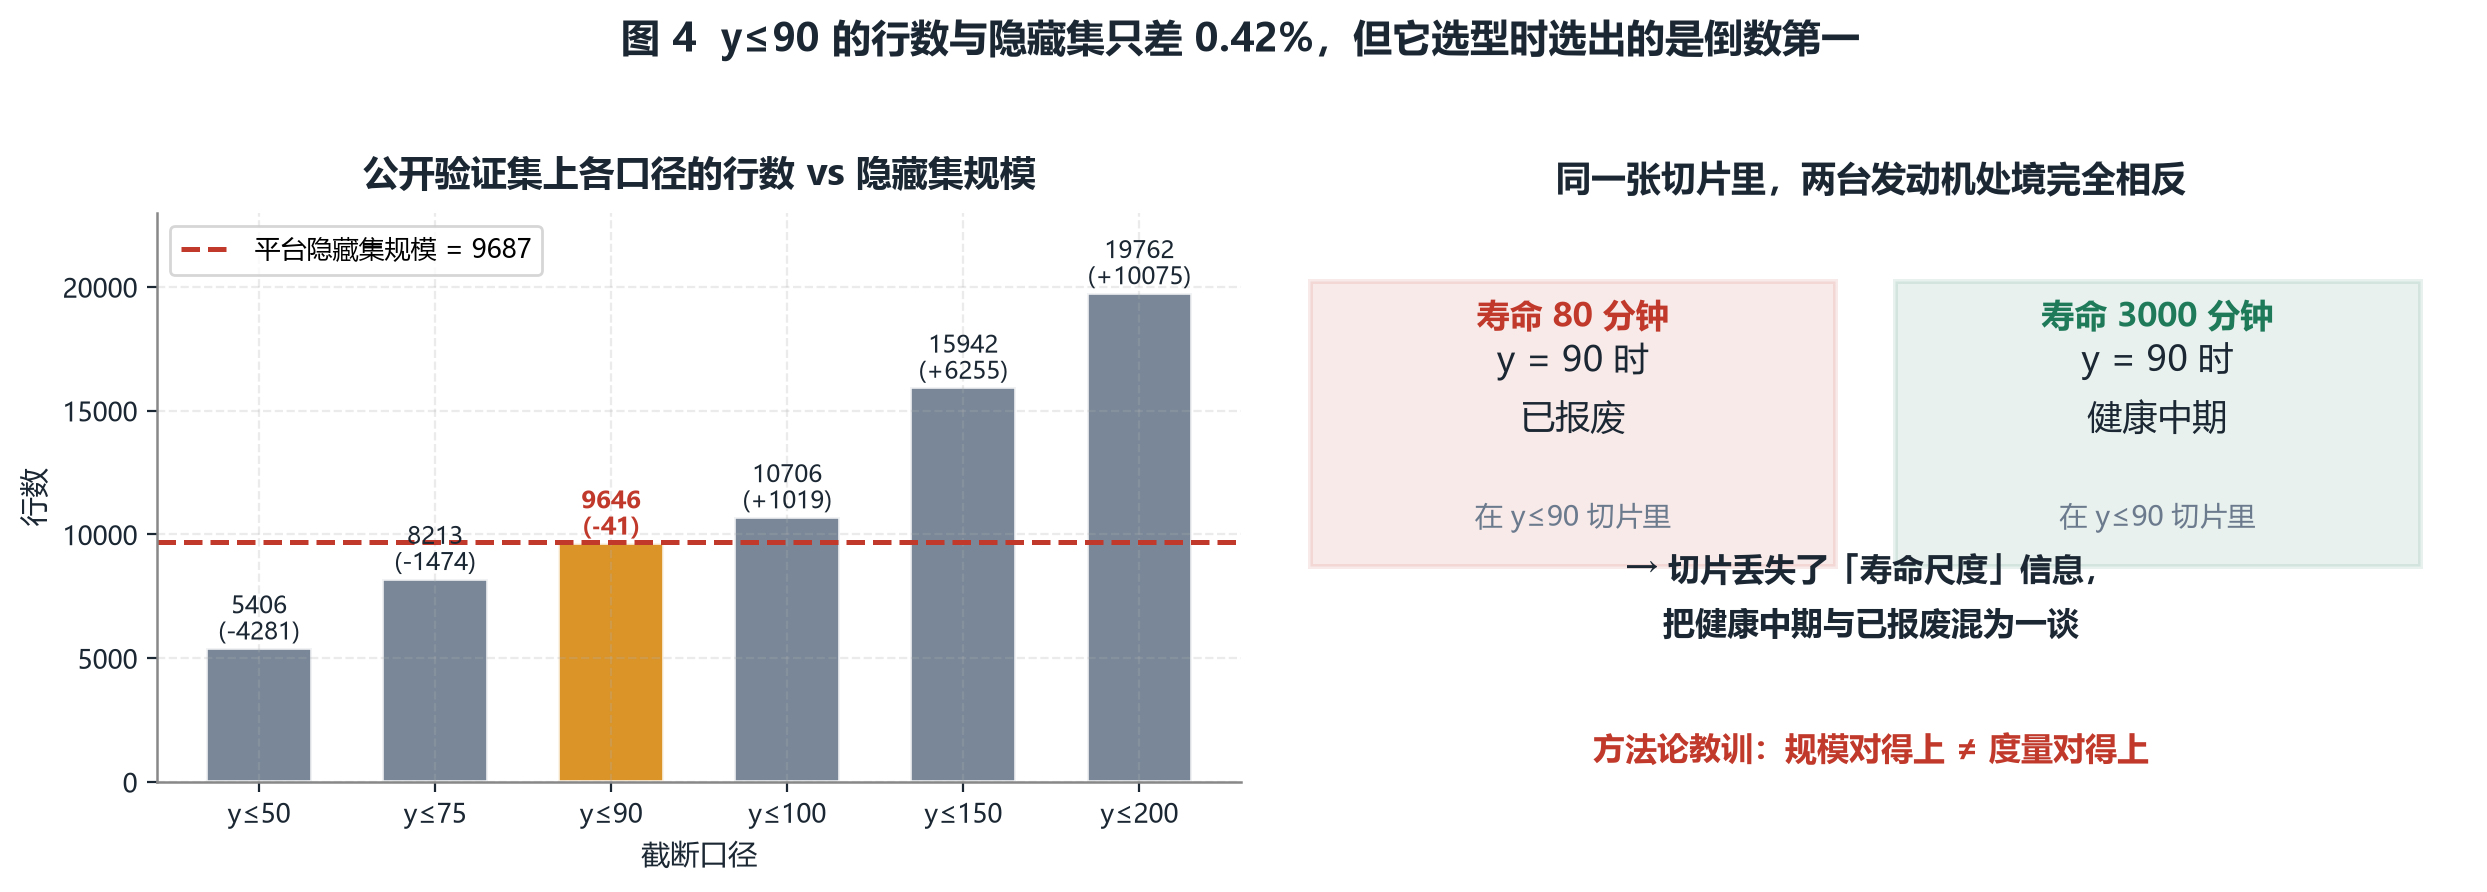 图 4  y≤90 的行数与隐藏集只差 0.42%，但它选型时选出的是倒数第一
公开验证集上各口径的行数 vs 隐藏集规模
平台隐藏集规模 = 9687
行数
20000
15000
10000
5000
0
5406
(-4281)
8213
(-1474)
9646
(-41)
10706
(+1019)
15942
(+6255)
19762
(+10075)
y≤50
y≤75
y≤90
y≤100
y≤150
y≤200
截断口径
同一张切片里，两台发动机处境完全相反
寿命 80 分钟
y = 90 时
已报废
在 y≤90 切片里
寿命 3000 分钟
y = 90 时
健康中期
在 y≤90 切片里
→ 切片丢失了「寿命尺度」信息，
把健康中期与已报废混为一谈
方法论教训：规模对得上 ≠ 度量对得上